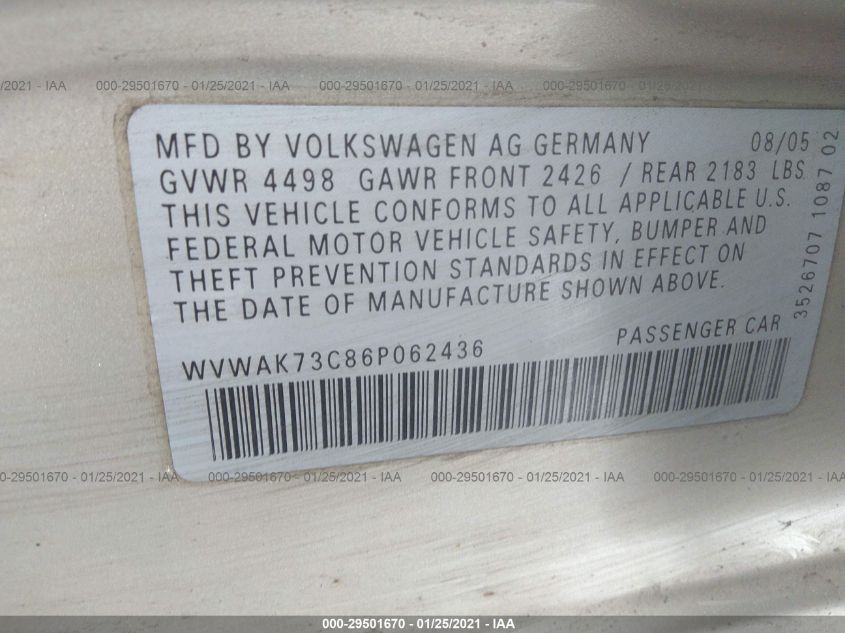 /2021 - IAA 000-29501670 - 01/25/2021 - IAA 000-29501670 - 01/25/2021 - IAA 000-29501670 - 01/25/2021 - IAA
MFD BY VOLKSWAGEN AG GERMANY 08/05
GVWR 4498 GAWR FRONT 2426 / REAR 2183 LBS
THIS VEHICLE CONFORMS TO ALL APPLICABLE U.S.
FEDERAL MOTOR VEHICLE SAFETY, BUMPER AND
THEFT PREVENTION STANDARDS IN EFFECT ON
THE DATE OF MANUFACTURE SHOWN ABOVE.
3526707 1087 02
WVWAK73C86P062436 PASSENGER CAR
000-29501670 - 01/25/2021 - IAA 000-29501670 - 01/25/2021 - IAA 000-29501670 - 01/25/2021 - IAA 000-29501670 - 01/25/2021 - IAA
000-29501670 - 01/25/2021 - IAA